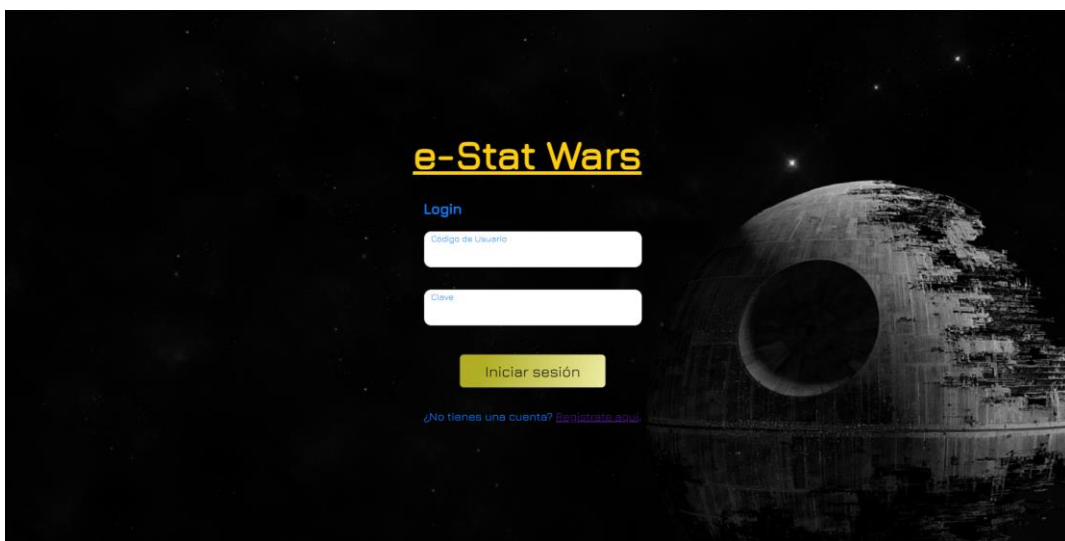 e-Stat Wars
Login
Código de Usuario
Clave
Iniciar sesión
¿No tienes una cuenta? Regístrate aquí.